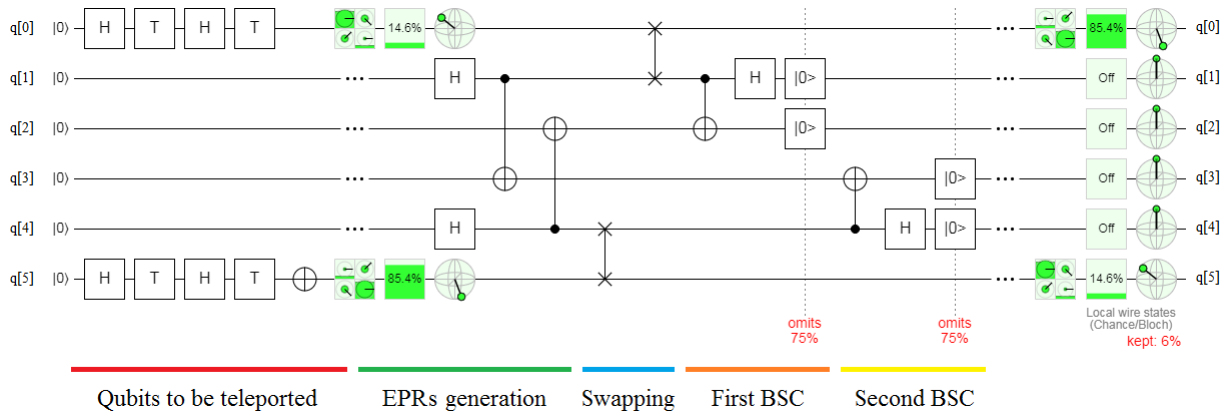 q[0] |0⟩ H T H T 14.6% 85.4% q[0]
q[1] |0⟩ ... H H |0> ... Off q[1]
q[2] |0⟩ ... |0> ... Off q[2]
q[3] |0⟩ ... |0> ... Off q[3]
q[4] |0⟩ ... H H |0> ... Off q[4]
q[5] |0⟩ H T H T 85.4% 14.6% q[5]
omits
75%
omits
75%
Local wire states
(Chance/Bloch)
kept: 6%
Qubits to be teleported
EPRs generation
Swapping
First BSC
Second BSC